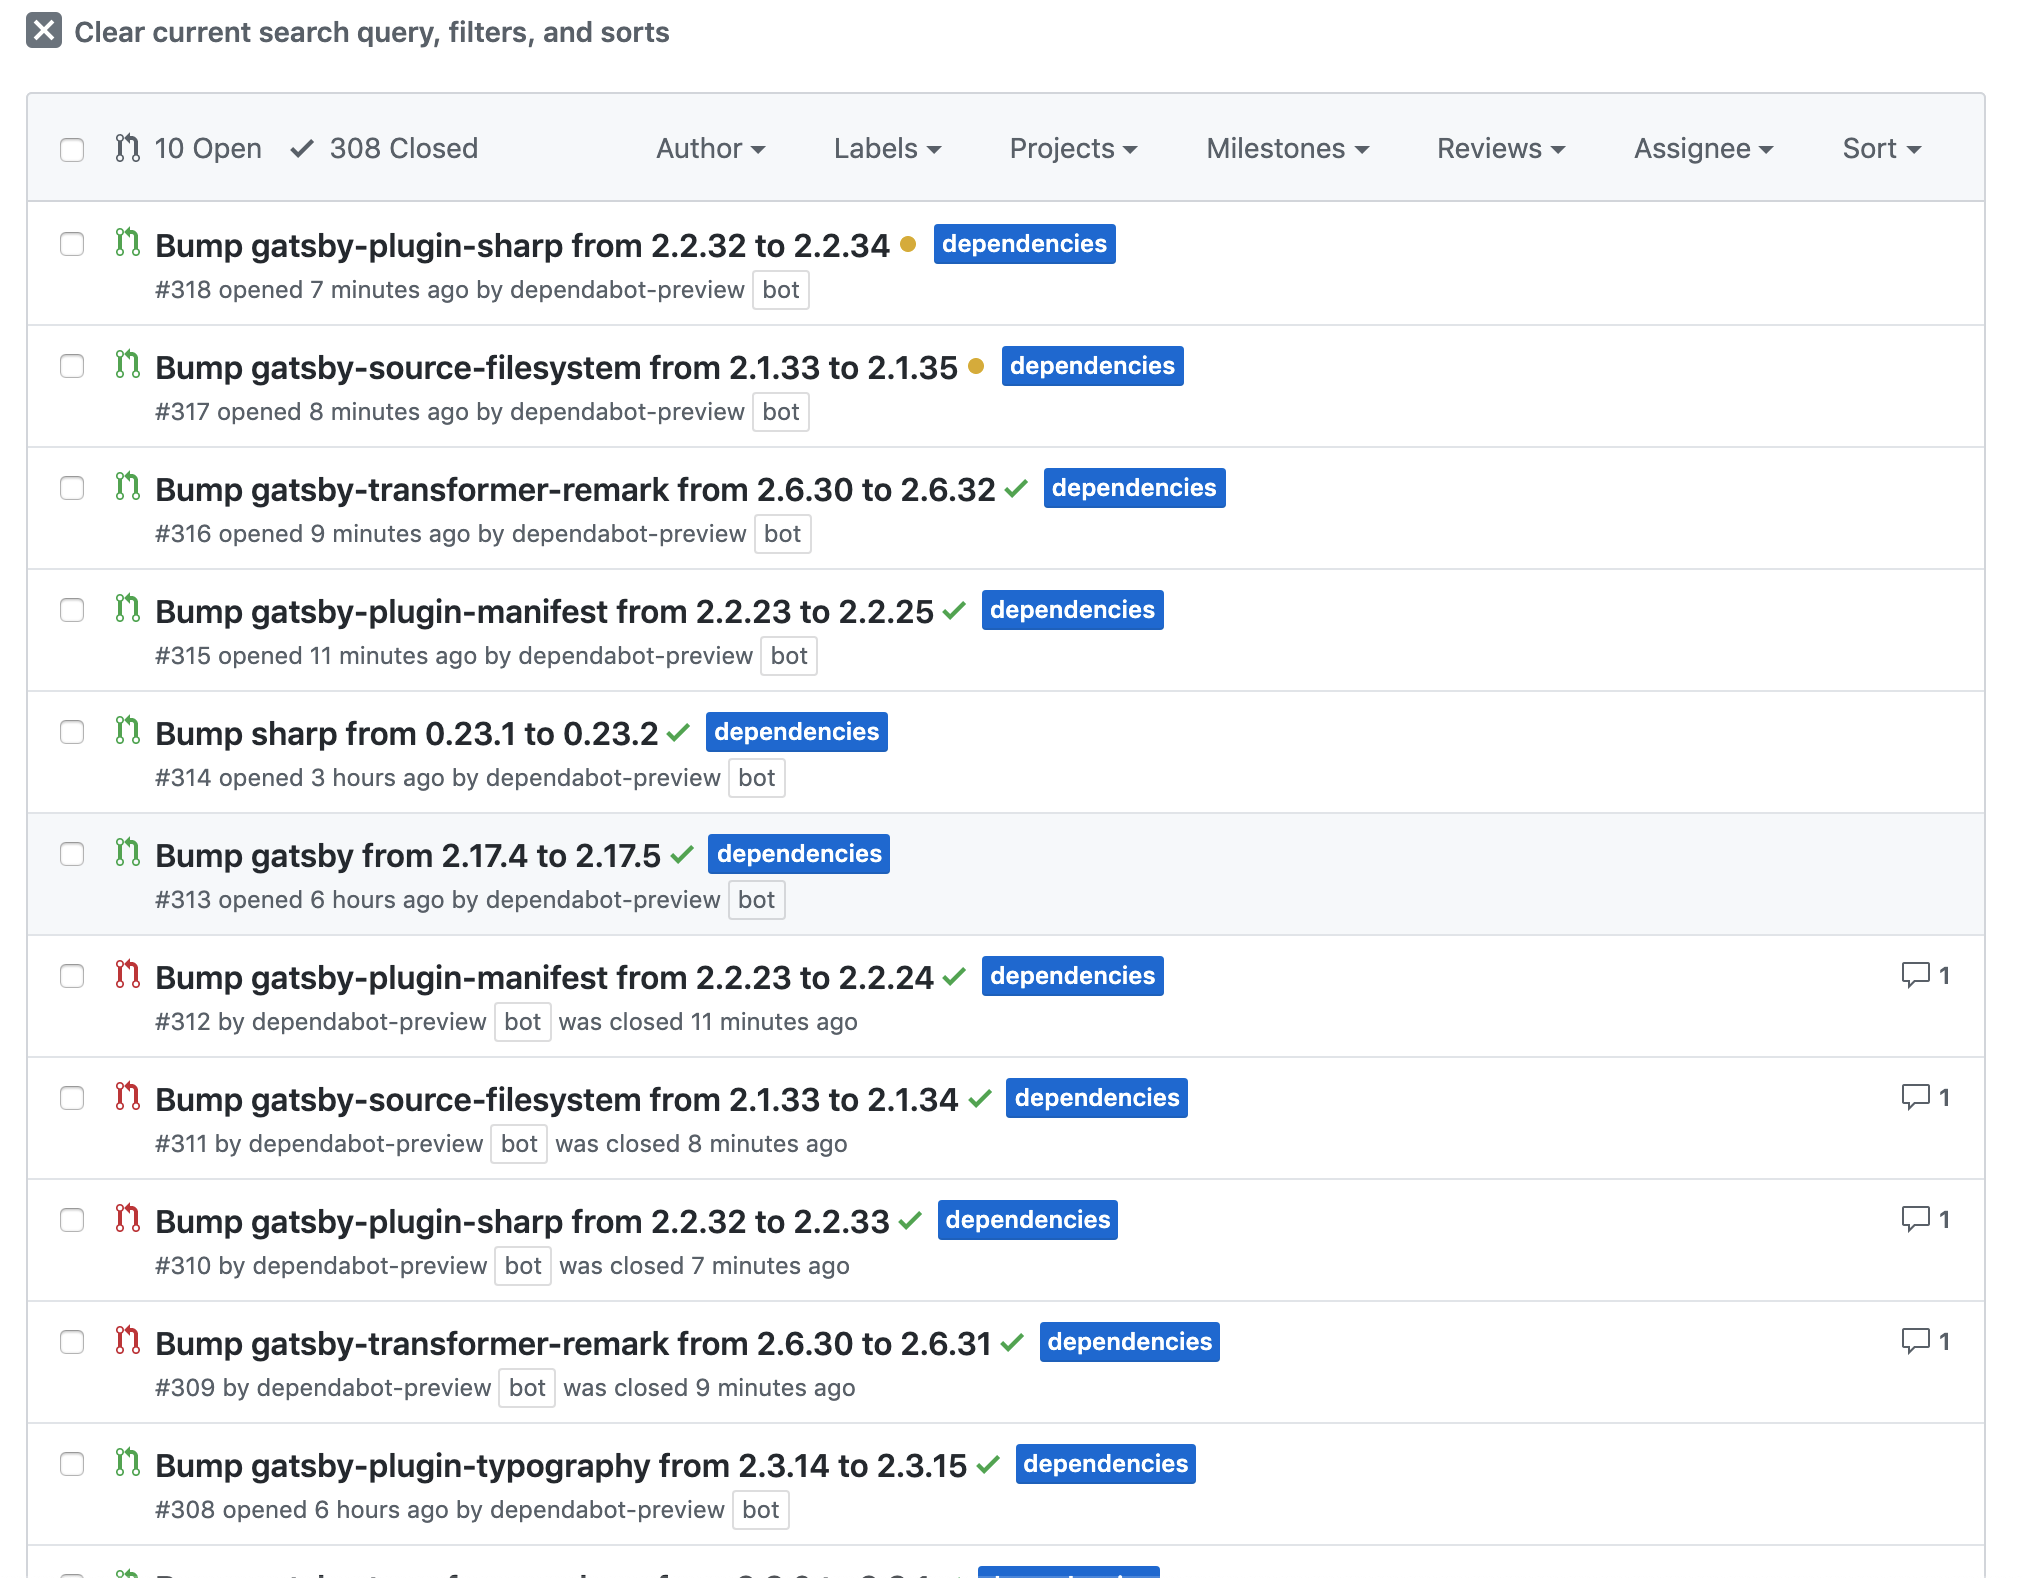 Clear current search query, filters, and sorts
10 Open 308 Closed Author Labels Projects Milestones Reviews Assignee Sort
Bump gatsby-plugin-sharp from 2.2.32 to 2.2.34 dependencies
#318 opened 7 minutes ago by dependabot-preview bot
Bump gatsby-source-filesystem from 2.1.33 to 2.1.35 dependencies
#317 opened 8 minutes ago by dependabot-preview bot
Bump gatsby-transformer-remark from 2.6.30 to 2.6.32 dependencies
#316 opened 9 minutes ago by dependabot-preview bot
Bump gatsby-plugin-manifest from 2.2.23 to 2.2.25 dependencies
#315 opened 11 minutes ago by dependabot-preview bot
Bump sharp from 0.23.1 to 0.23.2 dependencies
#314 opened 3 hours ago by dependabot-preview bot
Bump gatsby from 2.17.4 to 2.17.5 dependencies
#313 opened 6 hours ago by dependabot-preview bot
Bump gatsby-plugin-manifest from 2.2.23 to 2.2.24 dependencies 1
#312 by dependabot-preview bot was closed 11 minutes ago
Bump gatsby-source-filesystem from 2.1.33 to 2.1.34 dependencies 1
#311 by dependabot-preview bot was closed 8 minutes ago
Bump gatsby-plugin-sharp from 2.2.32 to 2.2.33 dependencies 1
#310 by dependabot-preview bot was closed 7 minutes ago
Bump gatsby-transformer-remark from 2.6.30 to 2.6.31 dependencies 1
#309 by dependabot-preview bot was closed 9 minutes ago
Bump gatsby-plugin-typography from 2.3.14 to 2.3.15 dependencies
#308 opened 6 hours ago by dependabot-preview bot